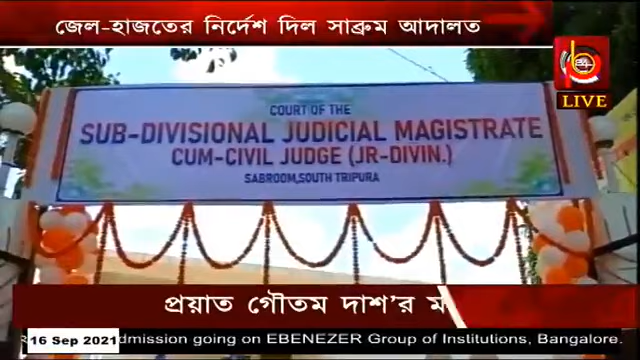 জেল-হাজতের নির্দেশ দিল সাব্রুম আদালত
24
LIVE
COURT OF THE
SUB-DIVISIONAL JUDICIAL MAGISTRATE
CUM-CIVIL JUDGE (JR-DIVIN.)
SABROOM,SOUTH TRIPURA
প্রয়াত গৌতম দাশ'র ম
16 Sep 2021 dmission going on EBENEZER Group of Institutions, Bangalore.